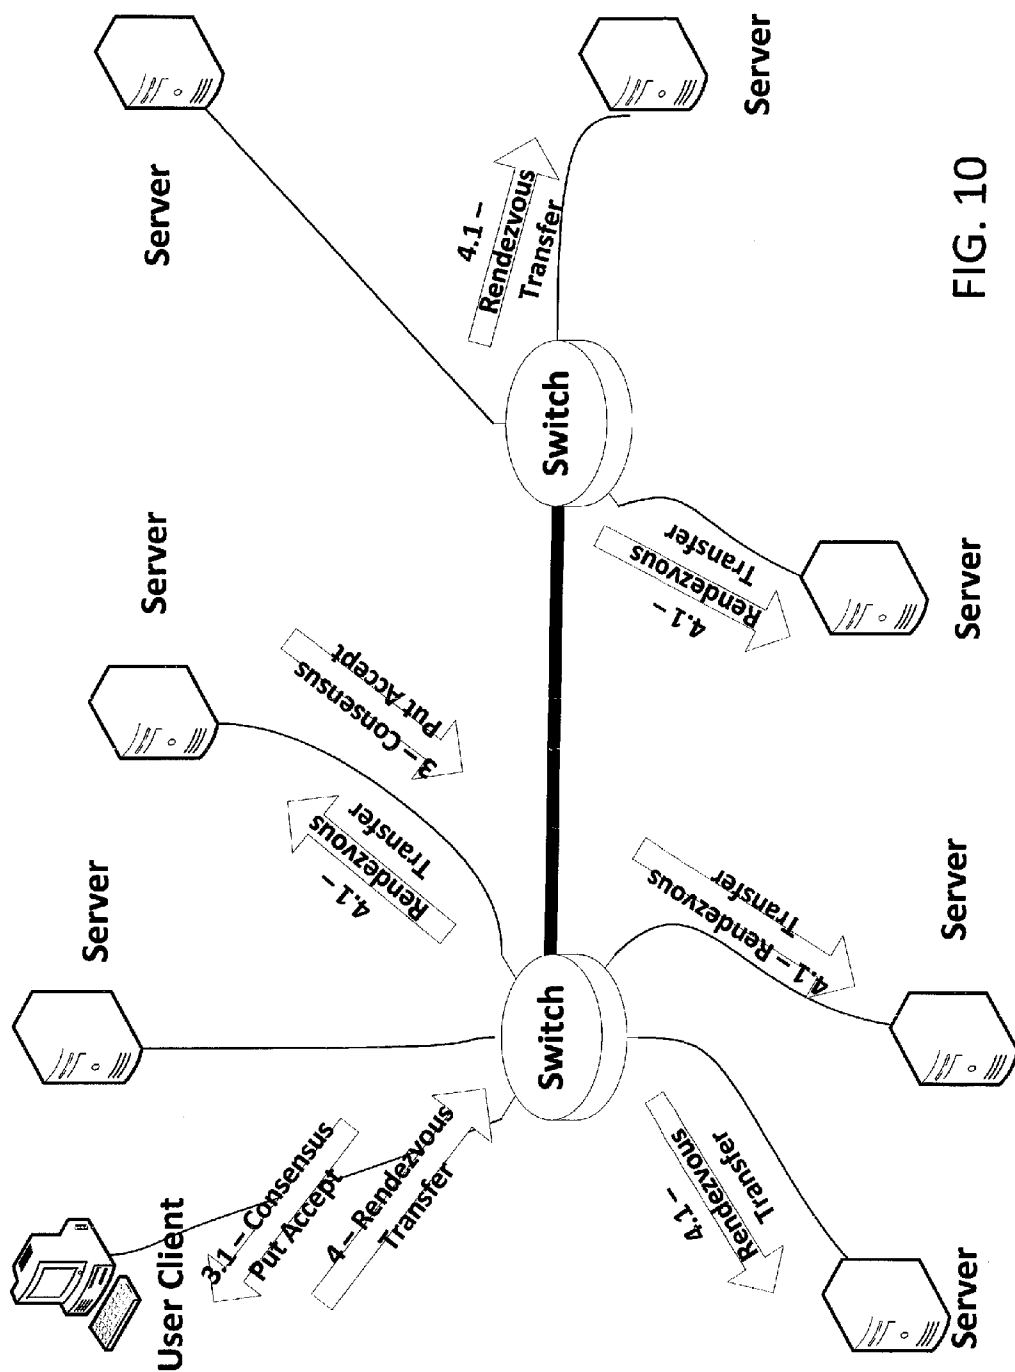 User Client
3.1 – Consensus
Put Accept
4 – Rendezvous
Transfer
Server
Server
4.1 –
Rendezvous
Transfer
3 – Consensus
Put Accept
Server
Switch
Switch
4.1 –
Rendezvous
Transfer
Server
4.1 – Rendezvous
Transfer
Server
4.1 –
Rendezvous
Transfer
Server
4.1 –
Rendezvous
Transfer
Server
FIG. 10